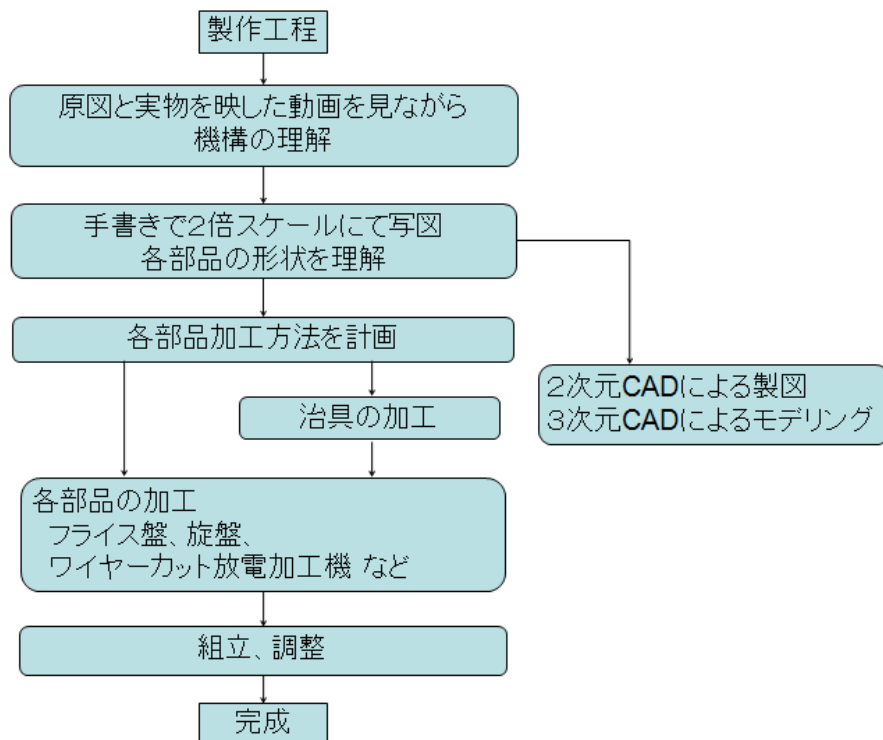 製作工程
原図と実物を映した動画を見ながら
機構の理解
手書きで2倍スケールにて写図
各部品の形状を理解
各部品加工方法を計画
治具の加工
2次元CADによる製図
3次元CADによるモデリング
各部品の加工
フライス盤、旋盤、
ワイヤーカット放電加工機 など
組立、調整
完成